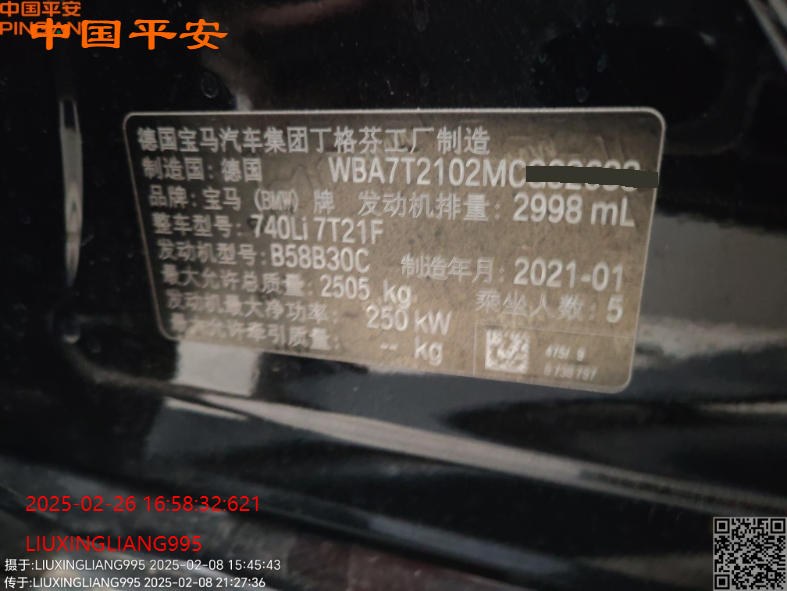 中国平安
PINGAN
中国平安
德国宝马汽车集团丁格芬工厂制造
制造国：德国 WBA7T2102MC
品牌：宝马（BMW）牌 发动机排量：2998 mL
整车型号：740Li 7T21F
发动机型号：B58B30C 制造年月：2021-01
最大允许总质量：2505 kg 乘坐人数：5
发动机最大净功率：250 kW
最大允许牵引质量：-- kg
2025-02-26 16:58:32:621
LIUXINGLIANG995
摄于:LIUXINGLIANG995 2025-02-08 15:45:43
传于:LIUXINGLIANG995 2025-02-08 21:27:36